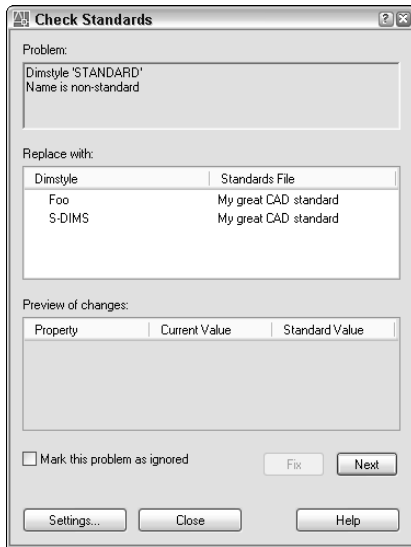 Check Standards
Problem:
Dimstyle 'STANDARD'
Name is non-standard
Replace with:
Dimstyle Standards File
Foo My great CAD standard
S-DIMS My great CAD standard
Preview of changes:
Property Current Value Standard Value
Mark this problem as ignored Fix Next
Settings... Close Help